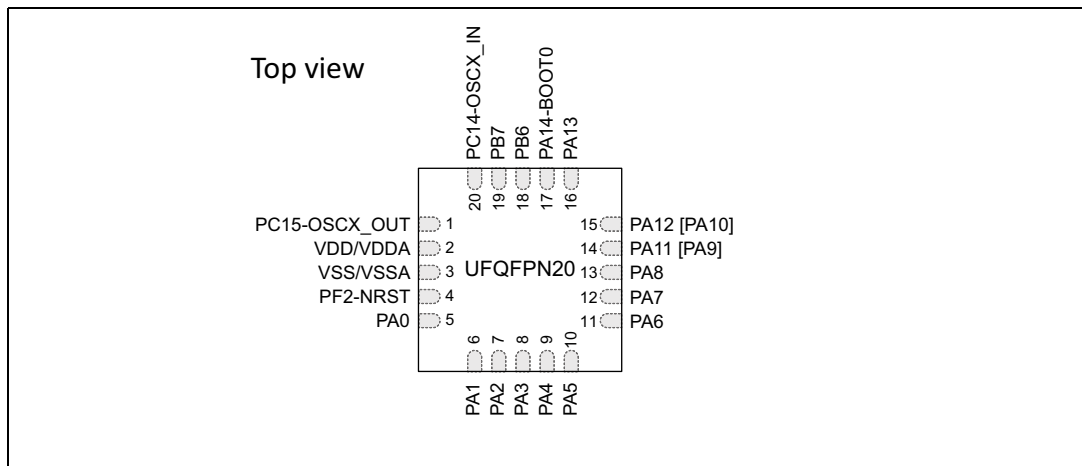 Top view
PC14-OSCX_IN
PB7
PB6
PA14-BOOT0
PA13
20
19
18
17
16
PC15-OSCX_OUT 1
VDD/VDDA 2
VSS/VSSA 3
PF2-NRST 4
PA0 5
UFQFPN20
15 PA12 [PA10]
14 PA11 [PA9]
13 PA8
12 PA7
11 PA6
6
7
8
9
10
PA1
PA2
PA3
PA4
PA5